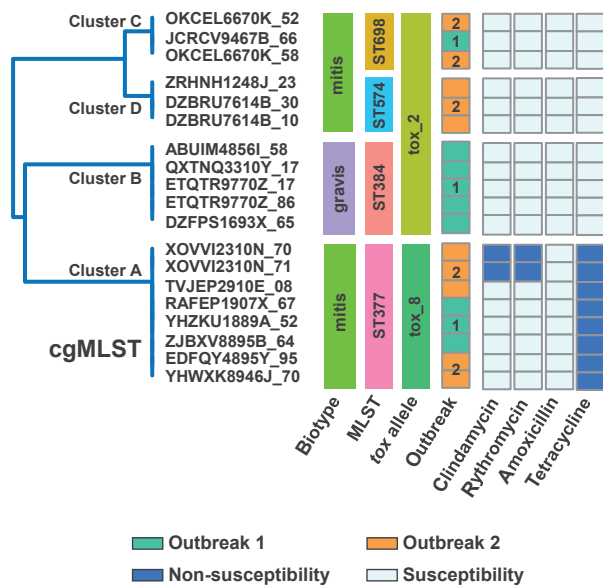 Cluster C
OKCEL6670K_52
JCRCV9467B_66
OKCEL6670K_58
Cluster D
ZRHNH1248J_23
DZBRU7614B_30
DZBRU7614B_10
Cluster B
ABUIM4856I_58
QXTNQ3310Y_17
ETQTR9770Z_17
ETQTR9770Z_86
DZFPS1693X_65
Cluster A
XOVVI2310N_70
XOVVI2310N_71
TVJEP2910E_08
RAFEP1907X_67
YHZKU1889A_52
ZJBXV8895B_64
EDFQY4895Y_95
YHWXK8946J_70
cgMLST
mitis
gravis
mitis
ST698
ST574
ST384
ST377
tox_2
tox_8
2
1
2
2
1
2
1
2
Biotype
MLST
tox allele
Outbreak
Clindamycin
Rythromycin
Amoxicillin
Tetracycline
Outbreak 1
Outbreak 2
Non-susceptibility
Susceptibility